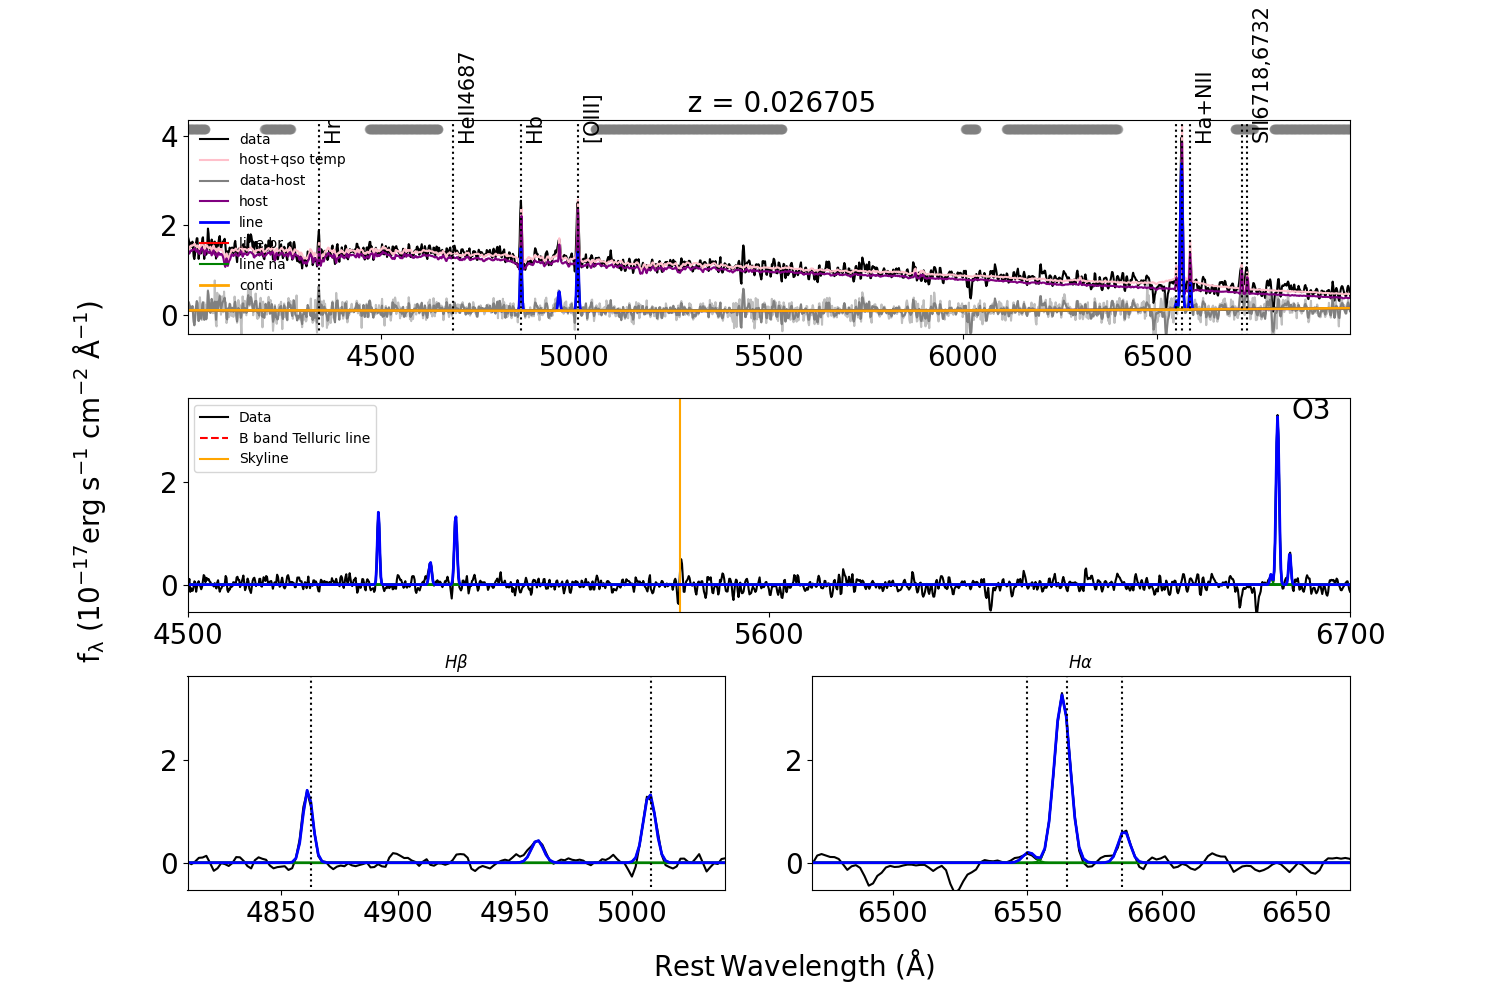 z = 0.026705
Hr
HeII4687
Hb
[OIII]
Ha+NII
SII6718,6732
data
host+qso temp
data-host
host
line
line br
line na
conti
4
2
0
4500
5000
5500
6000
6500
fλ (10⁻¹⁷erg s⁻¹ cm⁻² Å⁻¹)
Data
B band Telluric line
Skyline
O3
2
0
4500
5600
6700
Hβ
2
0
4850
4900
4950
5000
Hα
2
0
6500
6550
6600
6650
Rest Wavelength (Å)